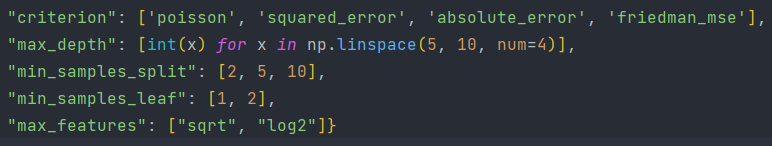 "criterion": ['poisson', 'squared_error', 'absolute_error', 'friedman_mse'],
"max_depth": [int(x) for x in np.linspace(5, 10, num=4)],
"min_samples_split": [2, 5, 10],
"min_samples_leaf": [1, 2],
"max_features": ["sqrt", "log2"]}